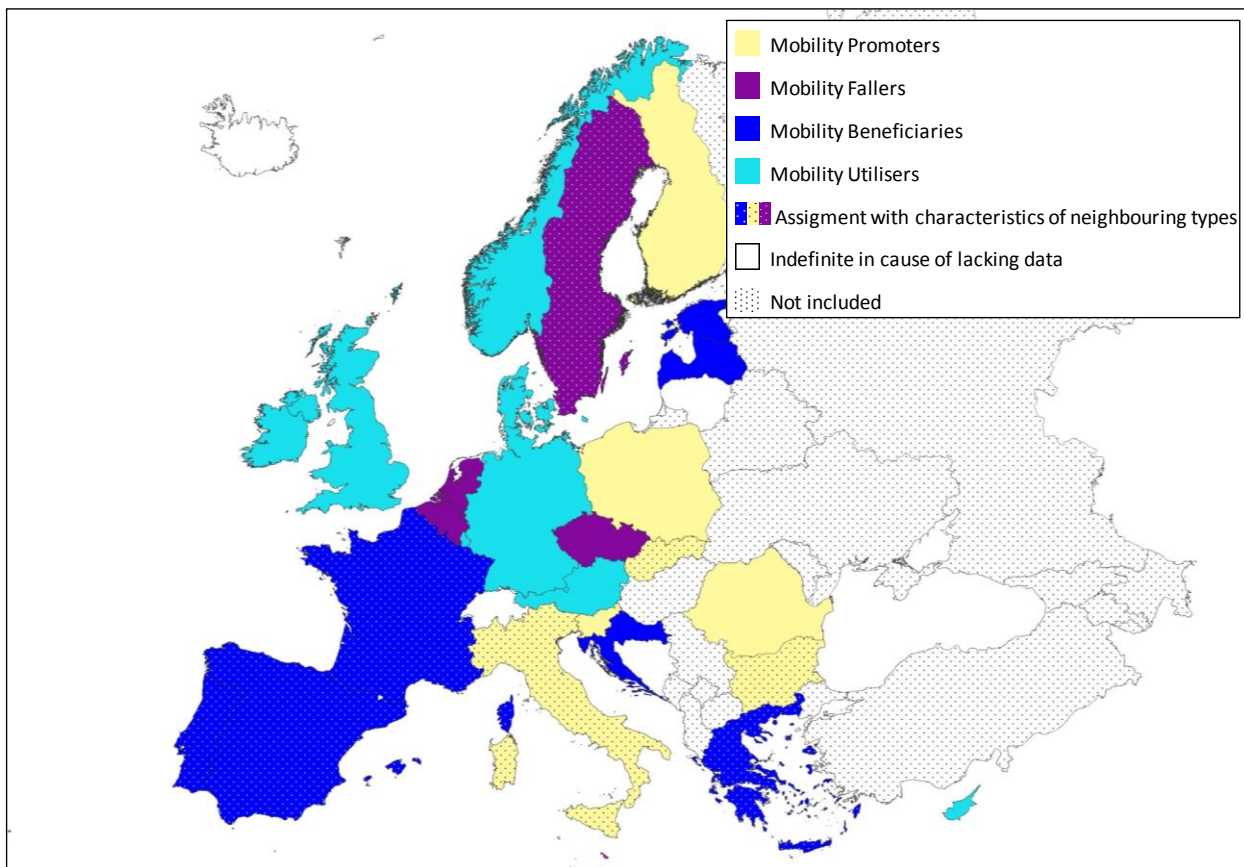 Mobility Promoters
Mobility Fallers
Mobility Beneficiaries
Mobility Utilisers
Assigment with characteristics of neighbouring types
Indefinite in cause of lacking data
Not included